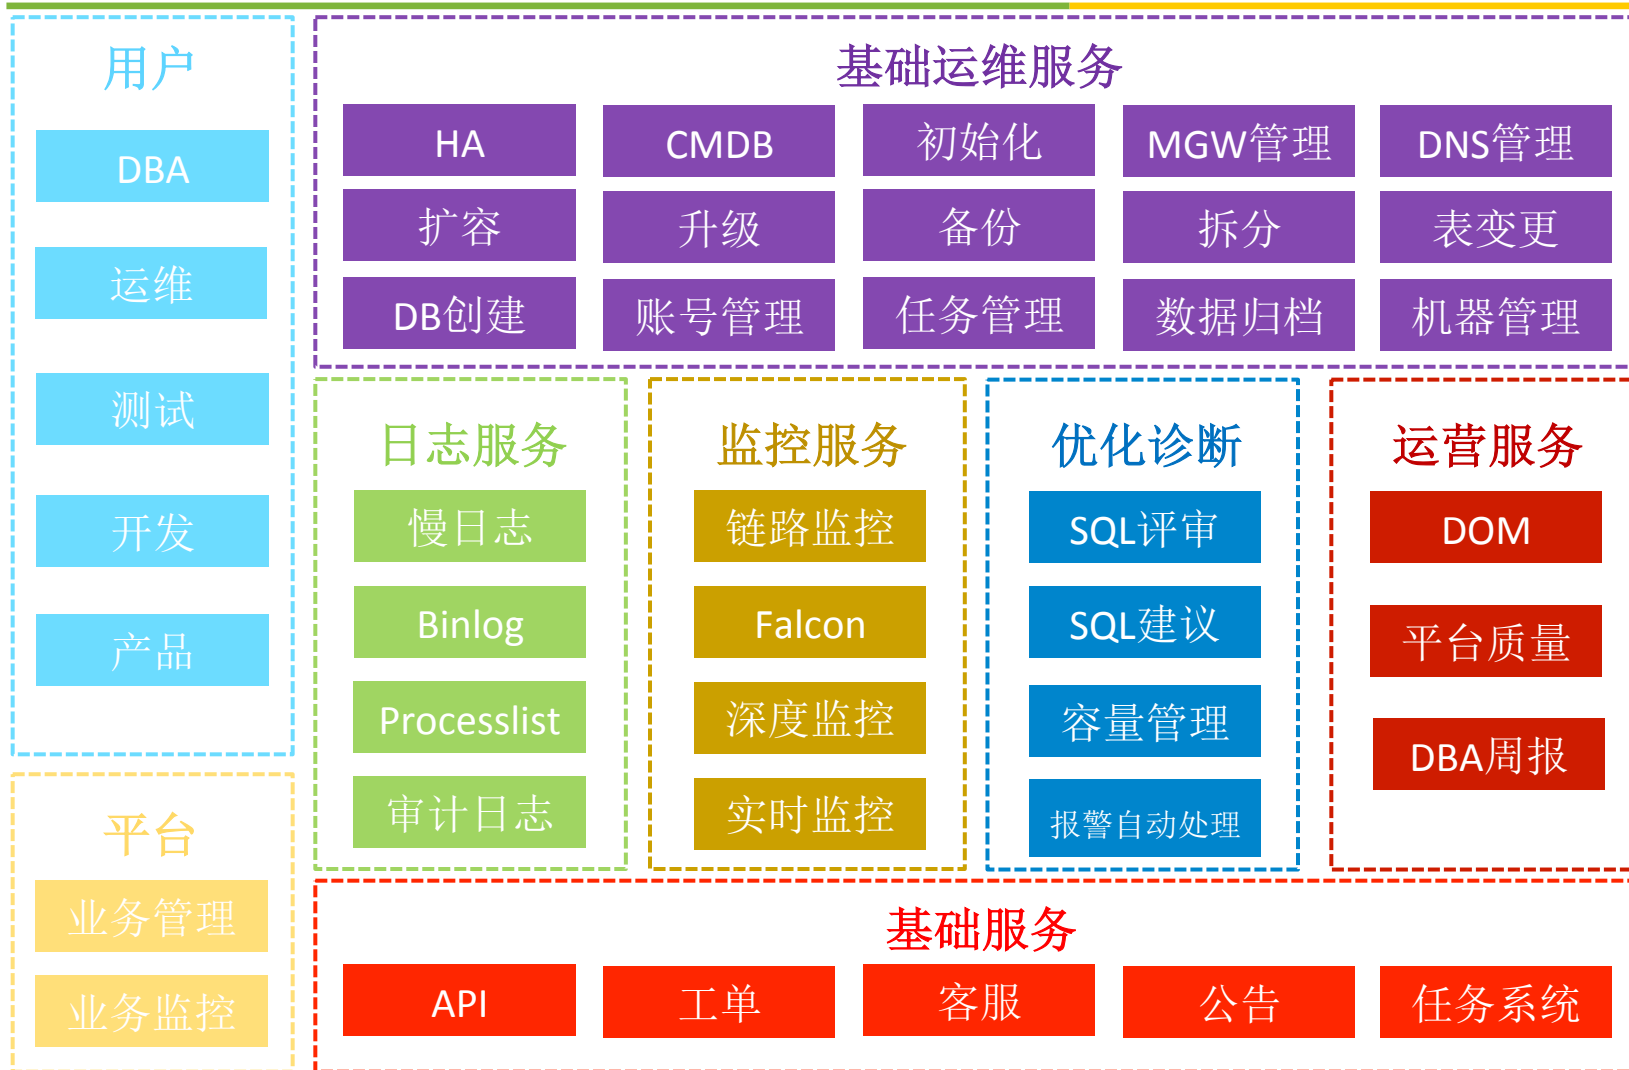 用户
DBA
运维
测试
开发
产品
平台
业务管理
业务监控
基础运维服务
HA
CMDB
初始化
MGW管理
DNS管理
扩容
升级
备份
拆分
表变更
DB创建
账号管理
任务管理
数据归档
机器管理
日志服务
慢日志
Binlog
Processlist
审计日志
监控服务
链路监控
Falcon
深度监控
实时监控
优化诊断
SQL评审
SQL建议
容量管理
报警自动处理
运营服务
DOM
平台质量
DBA周报
基础服务
API
工单
客服
公告
任务系统